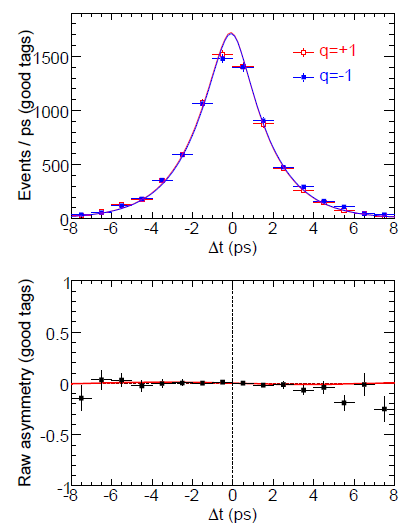 Events / ps (good tags)
1500
1000
500
0
q=+1
q=-1
-8 -6 -4 -2 0 2 4 6 8
Δt (ps)
Raw asymmetry (good tags)
1
0.5
0
-0.5
-1
-8 -6 -4 -2 0 2 4 6 8
Δt (ps)